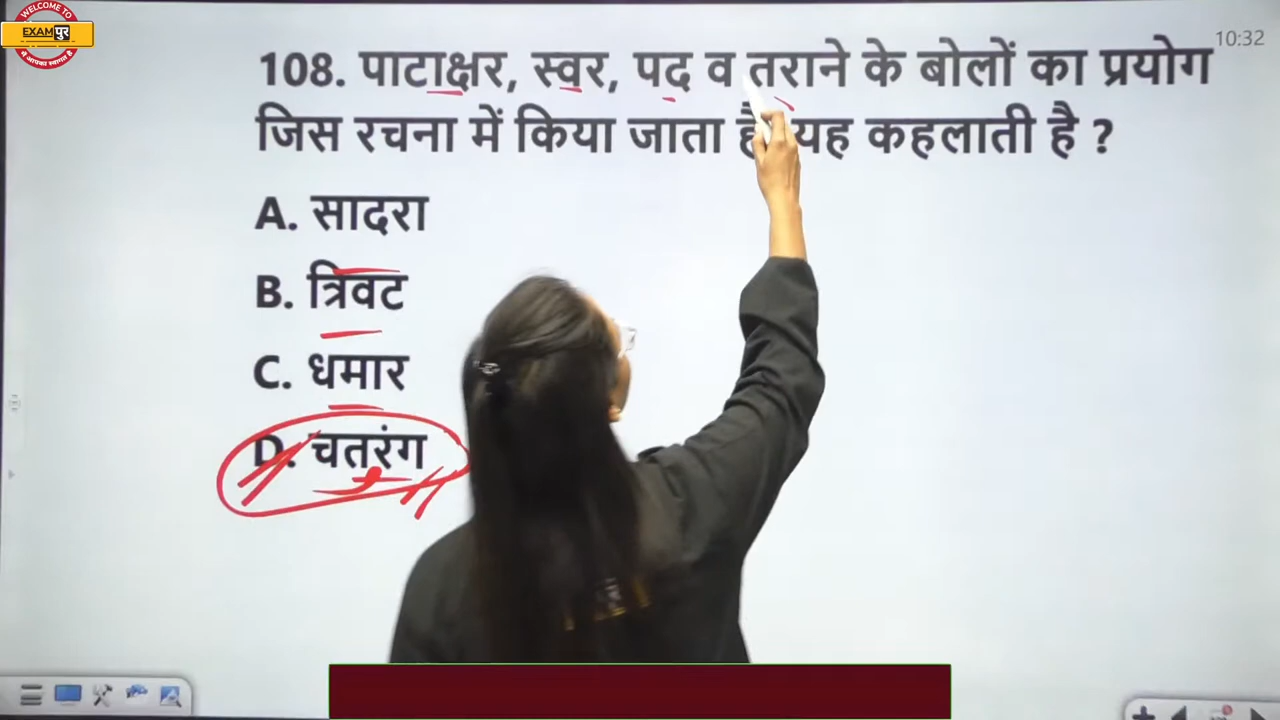 WELCOME TO
EXAMपुर
10:32
108. पाटाक्षर, स्वर, पद व तराने के बोलों का प्रयोग
जिस रचना में किया जाता है यह कहलाती है ?
A. सादरा
B. त्रिवट
C. धमार
D. चतरंग